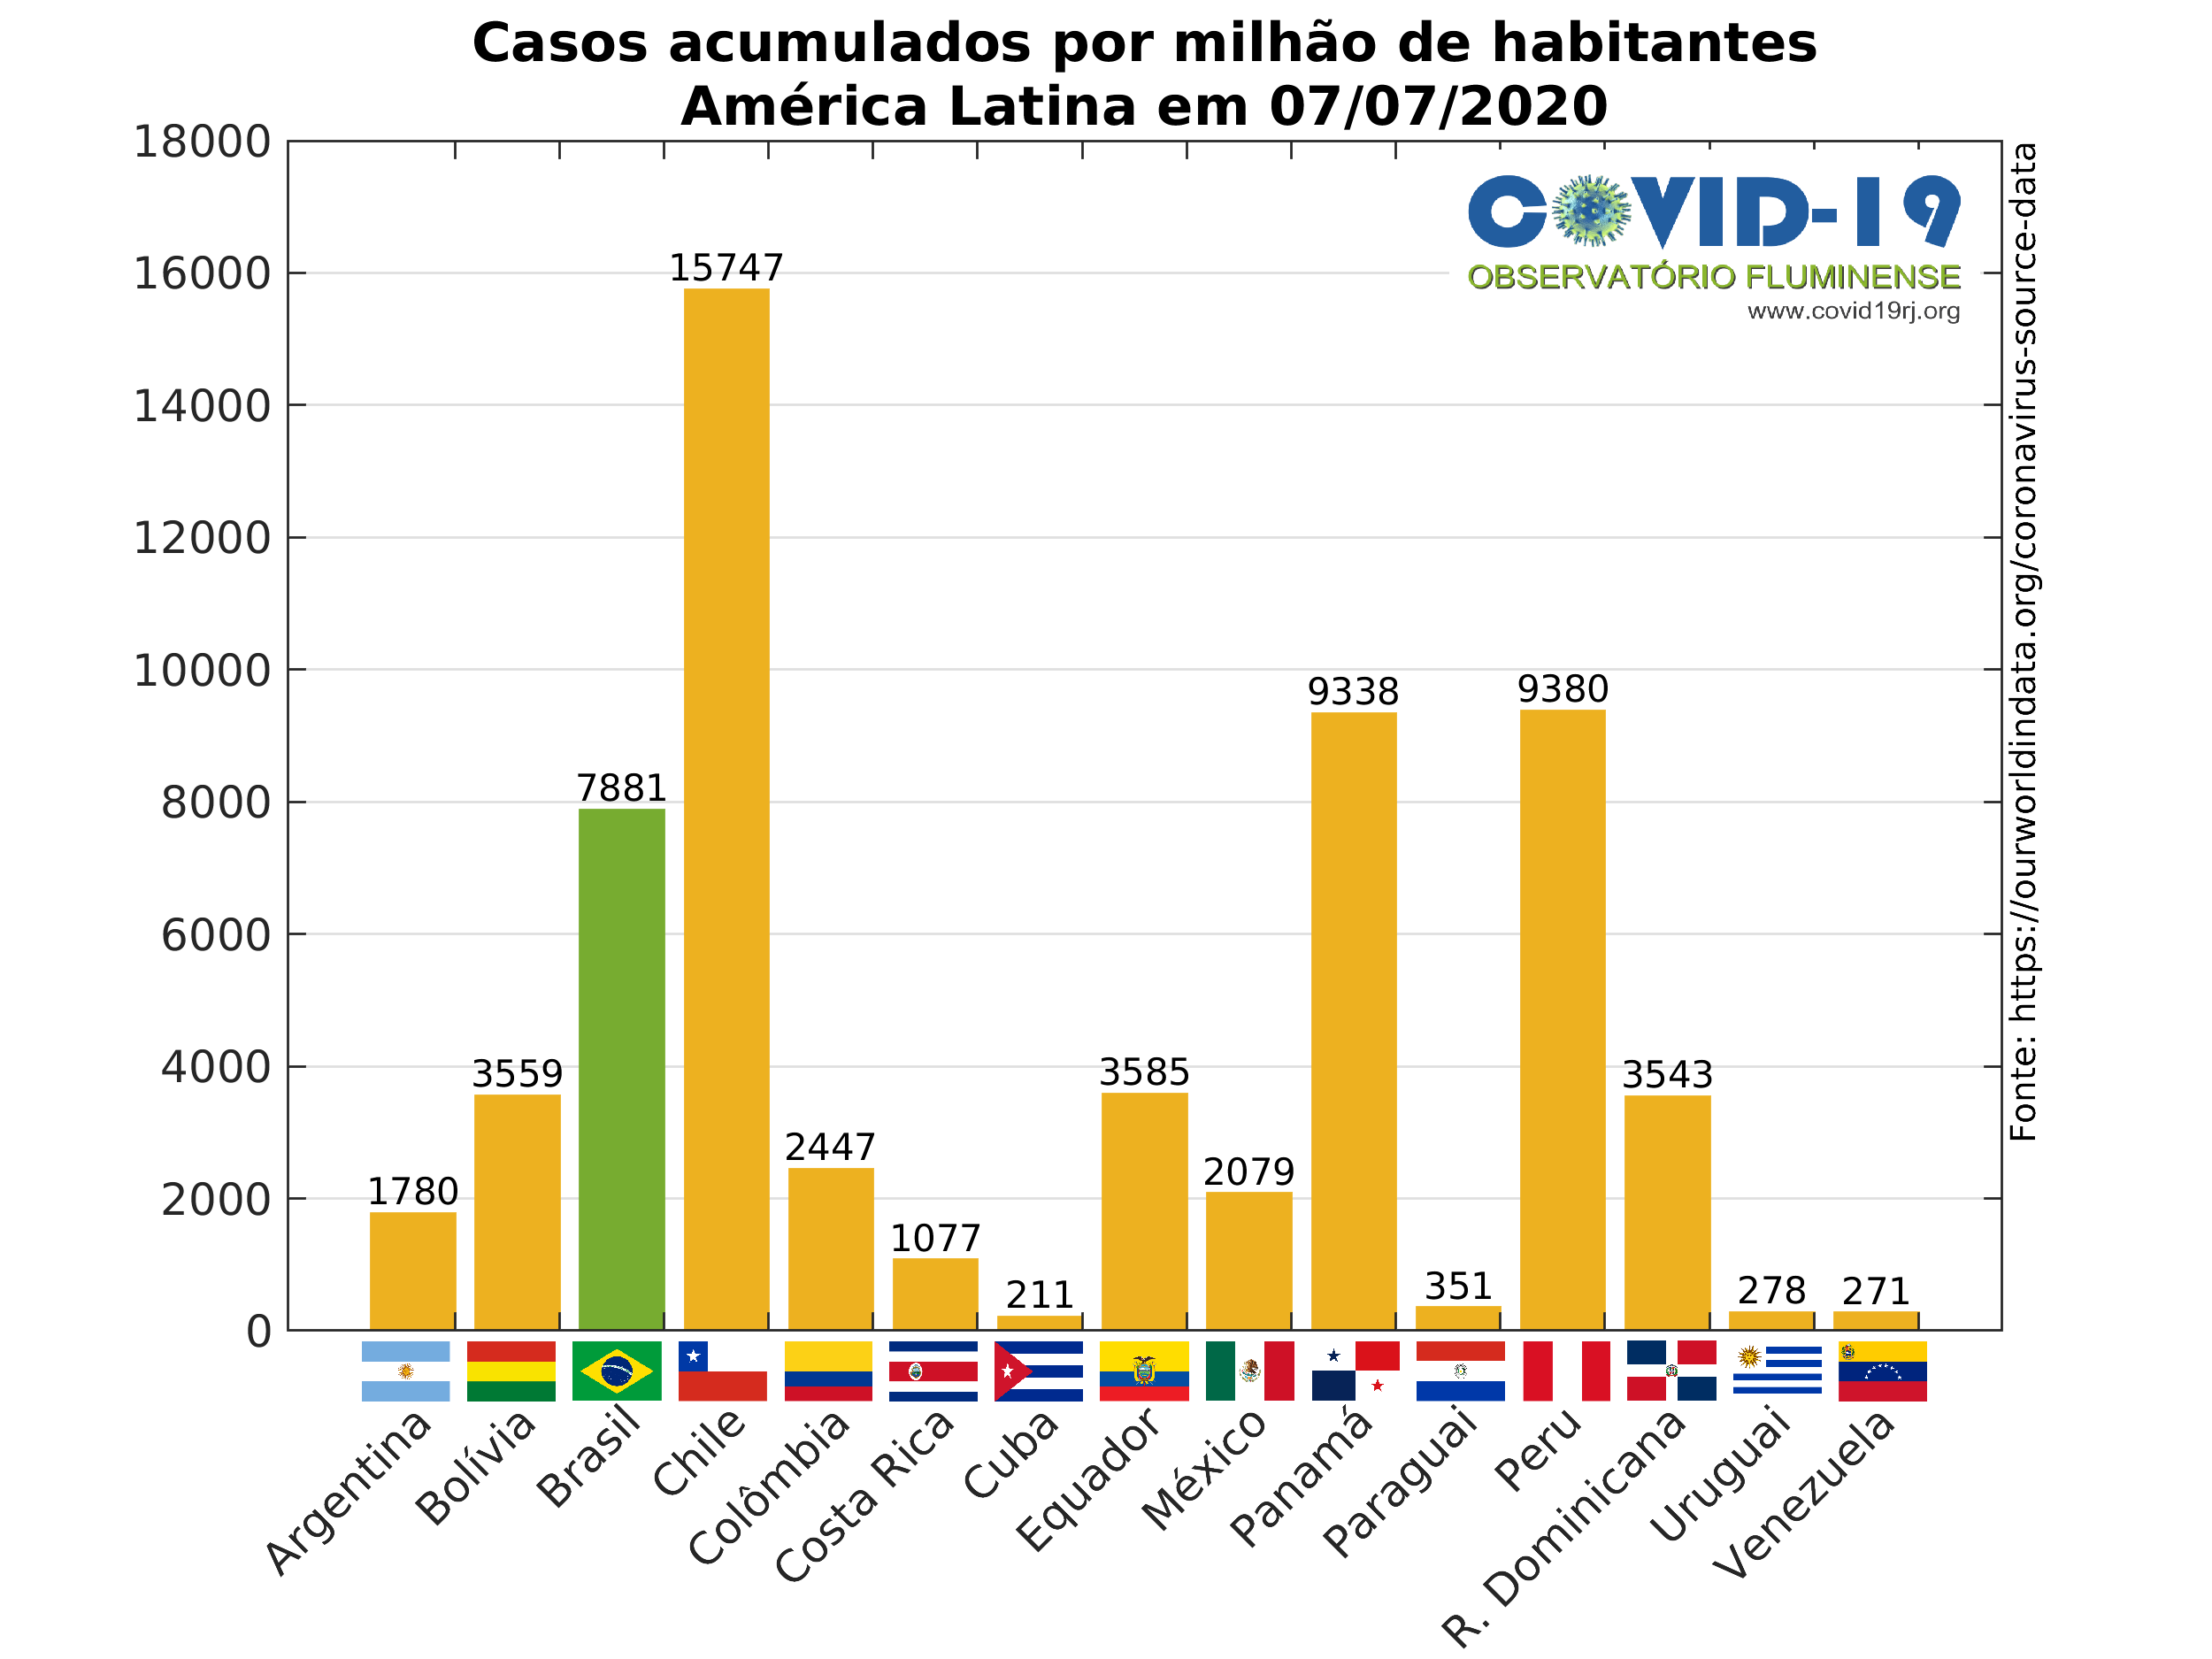 Casos acumulados por milhão de habitantes
América Latina em 07/07/2020
18000
16000
14000
12000
10000
8000
6000
4000
2000
0
1780
3559
7881
15747
2447
1077
211
3585
2079
9338
351
9380
3543
278
271
COVID-19
OBSERVATÓRIO FLUMINENSE
www.covid19rj.org
Fonte: https://ourworldindata.org/coronavirus-source-data
Argentina
Bolívia
Brasil
Chile
Colômbia
Costa Rica
Cuba
Equador
México
Panamá
Paraguai
Peru
R. Dominicana
Uruguai
Venezuela